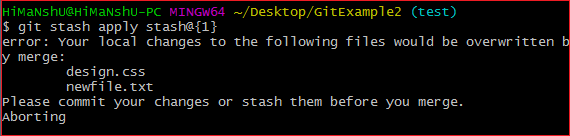 HiMaNshU@HiMaNshU-PC MINGW64 ~/Desktop/GitExample2 (test)
$ git stash apply stash@{1}
error: Your local changes to the following files would be overwritten b
y merge:
        design.css
        newfile.txt
Please commit your changes or stash them before you merge.
Aborting